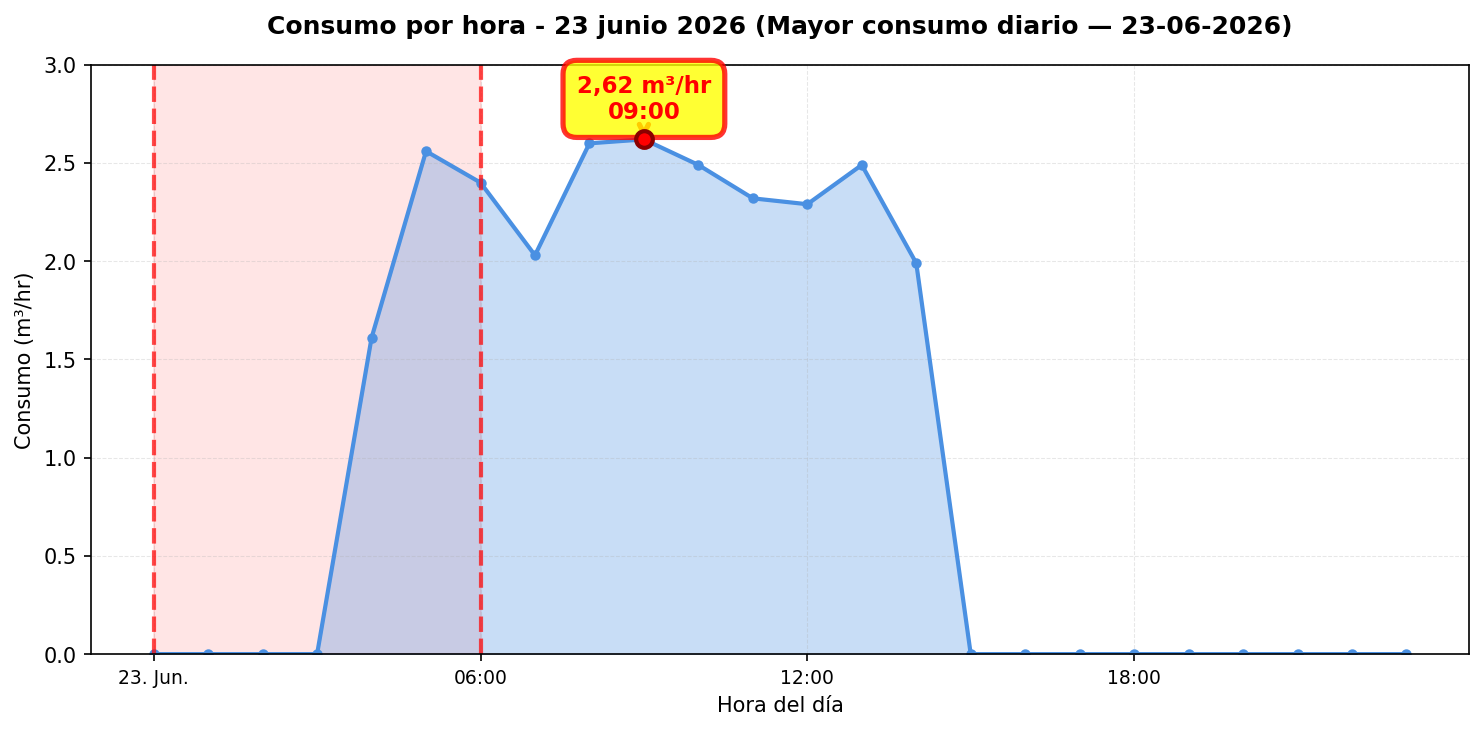 Consumo por hora - 23 junio 2026 (Mayor consumo diario — 23-06-2026)
2,62 m³/hr
09:00
Consumo (m³/hr)
3.0
2.5
2.0
1.5
1.0
0.5
0.0
23. Jun.
06:00
12:00
18:00
Hora del día